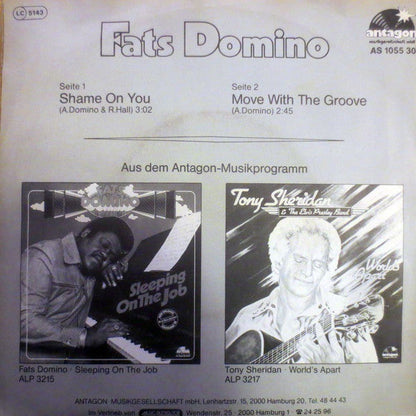 LC 5143
Fats Domino
antagon
AS 1055 30
Seite 1
Shame On You
(A.Domino & R.Hall) 3:02
Seite 2
Move With The Groove
(A.Domino) 2:45
Aus dem Antagon-Musikprogramm
FATS
DOMINO
Sleeping
On The Job
Tony Sheridan
& The Elvis Presley Band
World's
Apart
Fats Domino · Sleeping On The Job
ALP 3215
Tony Sheridan · World's Apart
ALP 3217
ANTAGON - MUSIKGESELLSCHAFT mbH, Lenhartzstr. 15, 2000 Hamburg 20, Tel. 48 44 43
Im Vertrieb von Wendenstr. · 2000 Hamburg 1 ☎ 24 25 96